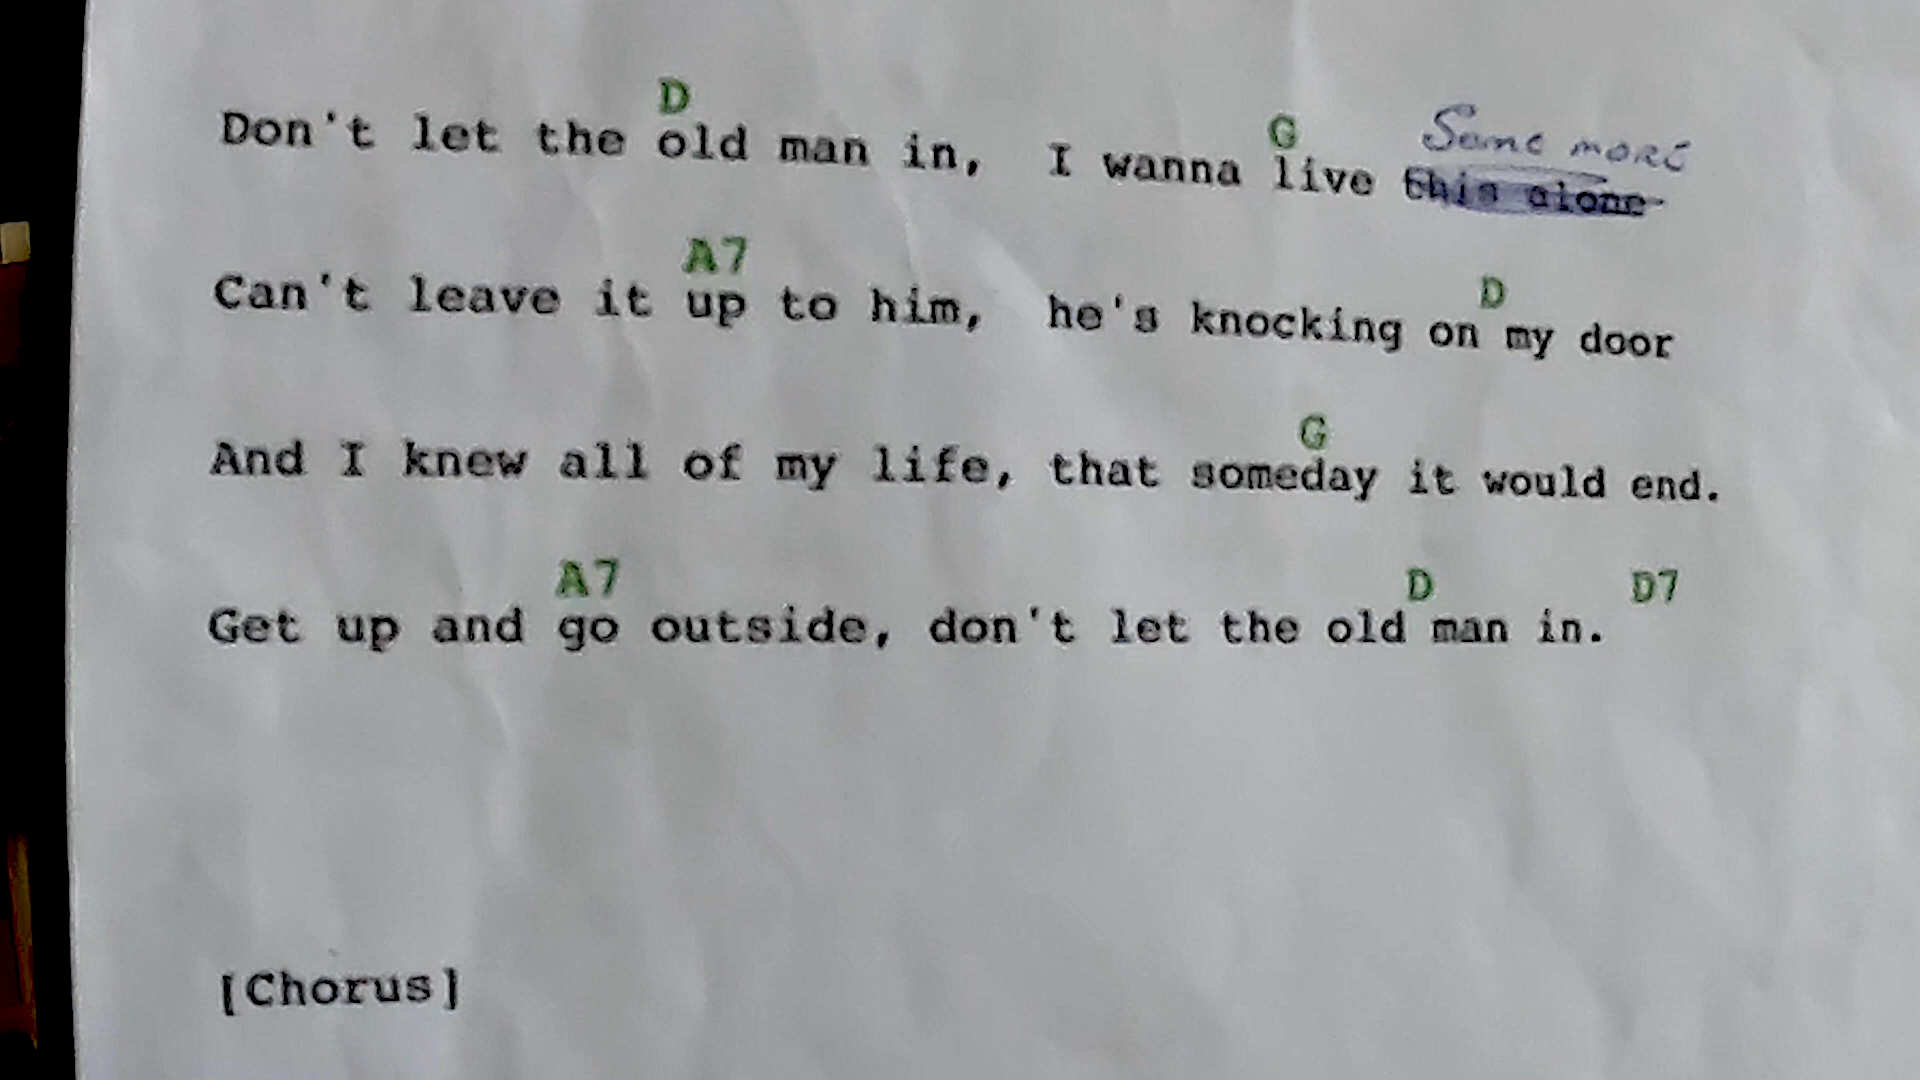 D G Some more
Don't let the old man in, I wanna live this alone
A7 D
Can't leave it up to him, he's knocking on my door
G
And I knew all of my life, that someday it would end.
A7 D D7
Get up and go outside, don't let the old man in.
[Chorus]